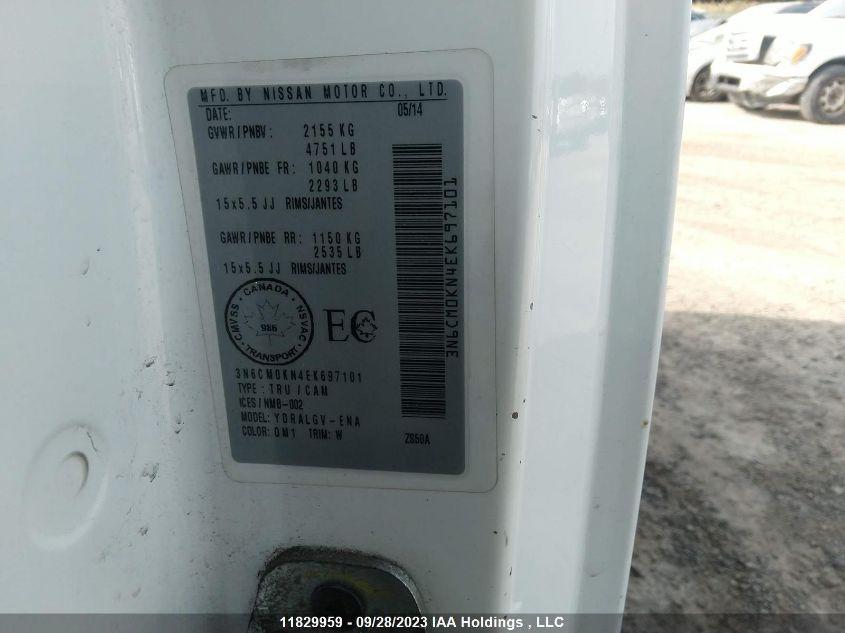 MFD. BY NISSAN MOTOR CO., LTD.
DATE: 05/14
GVWR/PNBV: 2155 KG
4751 LB
GAWR/PNBE FR: 1040 KG
2293 LB
15x5.5 JJ RIMS/JANTES
GAWR/PNBE RR: 1150 KG
2535 LB
15x5.5 JJ RIMS/JANTES
CANADA
CMVSS · NSVAC
986
TRANSPORT
EC
3N6CM0KN4EK697101
TYPE: TRU/CAM
ICES/NMB-002
MODEL: YDRALGV-ENA
COLOR: QM1 TRIM: W
ZS50A
3N6CM0KN4EK697101
11829959 - 09/28/2023 IAA Holdings , LLC